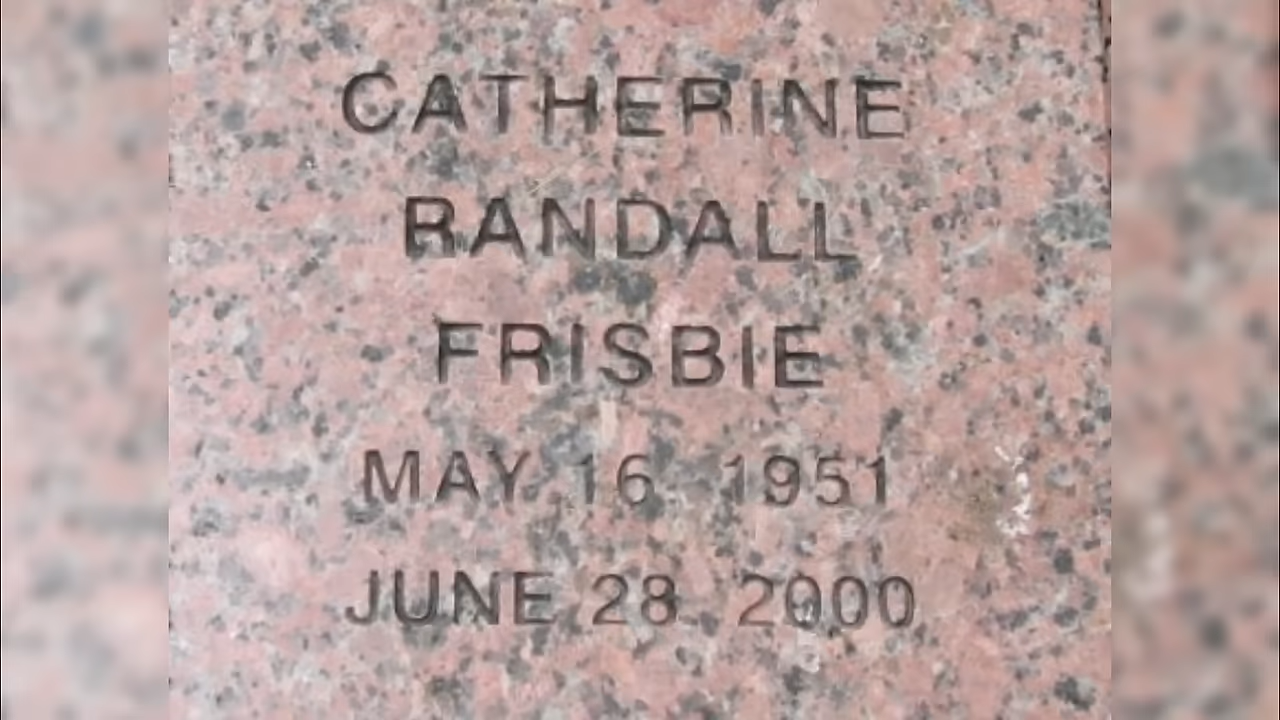 CATHERINE
RANDALL
FRISBIE
MAY 16 1951
JUNE 28 2000